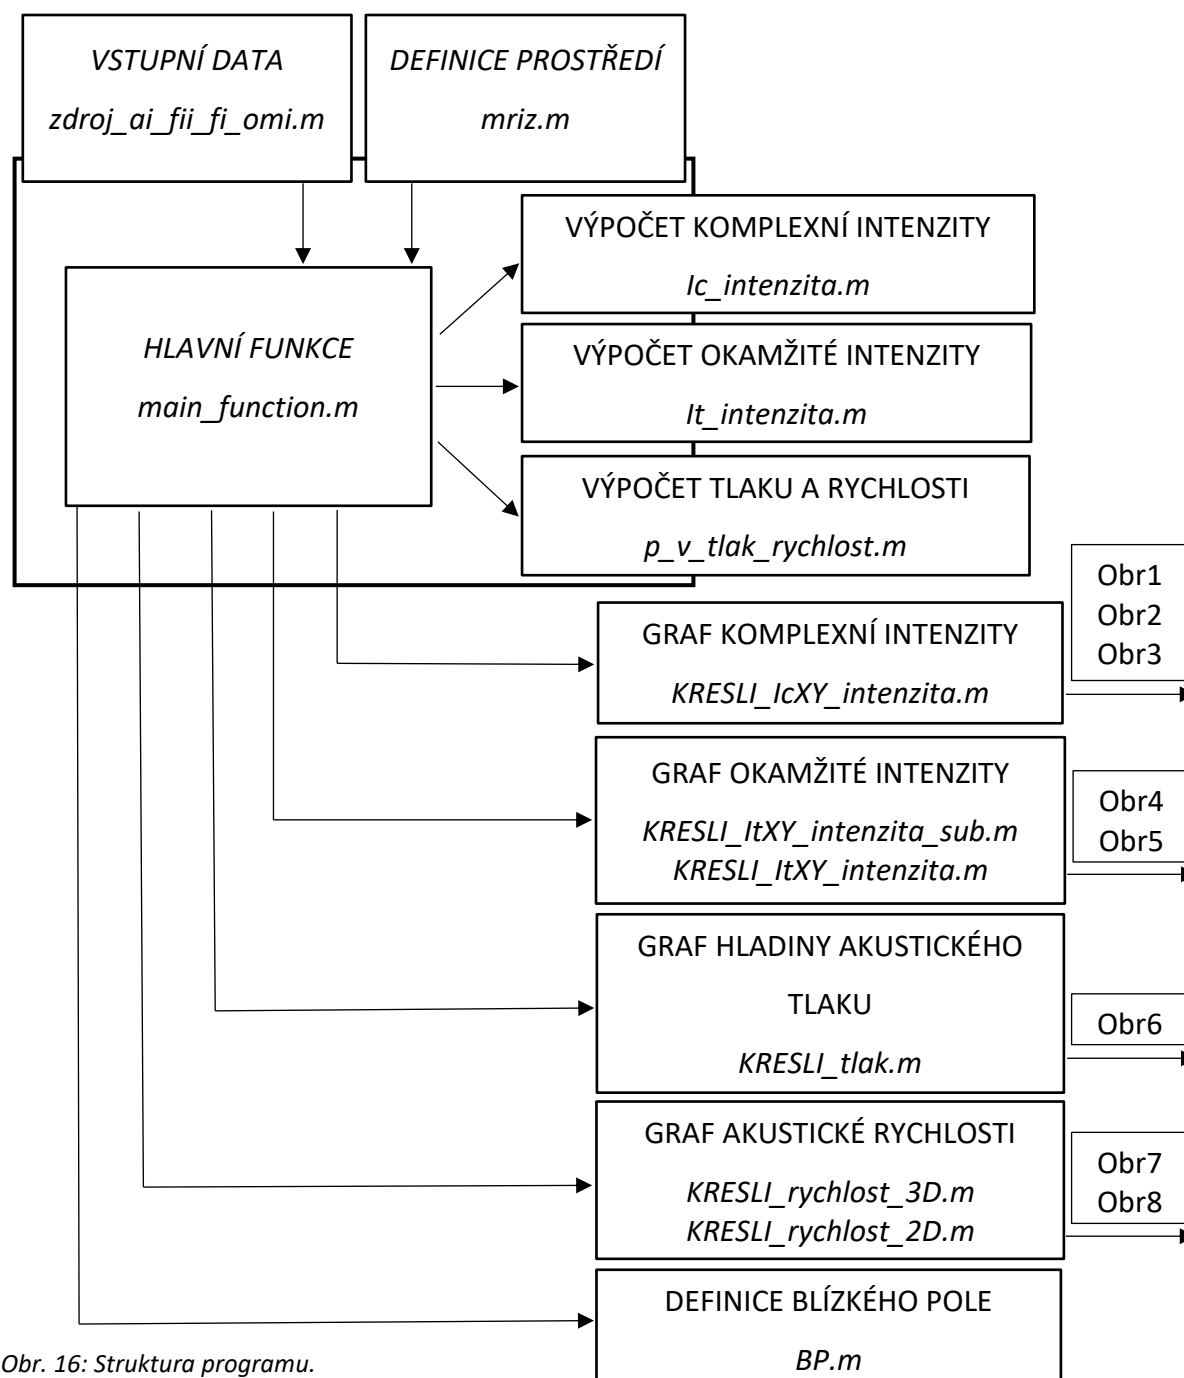 VSTUPNÍ DATA
zdroj_ai_fii_fi_omi.m
DEFINICE PROSTŘEDÍ
mriz.m
HLAVNÍ FUNKCE
main_function.m
VÝPOČET KOMPLEXNÍ INTENZITY
Ic_intenzita.m
VÝPOČET OKAMŽITÉ INTENZITY
It_intenzita.m
VÝPOČET TLAKU A RYCHLOSTI
p_v_tlak_rychlost.m
GRAF KOMPLEXNÍ INTENZITY
KRESLI_IcXY_intenzita.m
Obr1
Obr2
Obr3
GRAF OKAMŽITÉ INTENZITY
KRESLI_ItXY_intenzita_sub.m
KRESLI_ItXY_intenzita.m
Obr4
Obr5
GRAF HLADINY AKUSTICKÉHO
TLAKU
KRESLI_tlak.m
Obr6
GRAF AKUSTICKÉ RYCHLOSTI
KRESLI_rychlost_3D.m
KRESLI_rychlost_2D.m
Obr7
Obr8
DEFINICE BLÍZKÉHO POLE
BP.m
Obr. 16: Struktura programu.